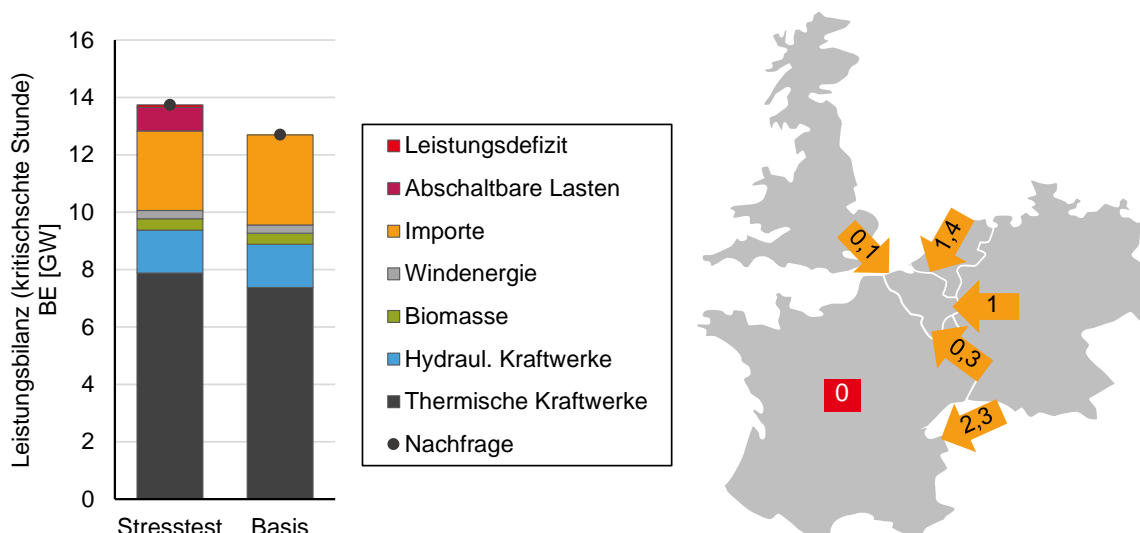 Leistungsbilanz (kritischschte Stunde)
BE [GW]
16
14
12
10
8
6
4
2
0
Stresstest
Basis
Leistungsdefizit
Abschaltbare Lasten
Importe
Windenergie
Biomasse
Hydraul. Kraftwerke
Thermische Kraftwerke
Nachfrage
0,1
1,4
1
0,3
0
2,3